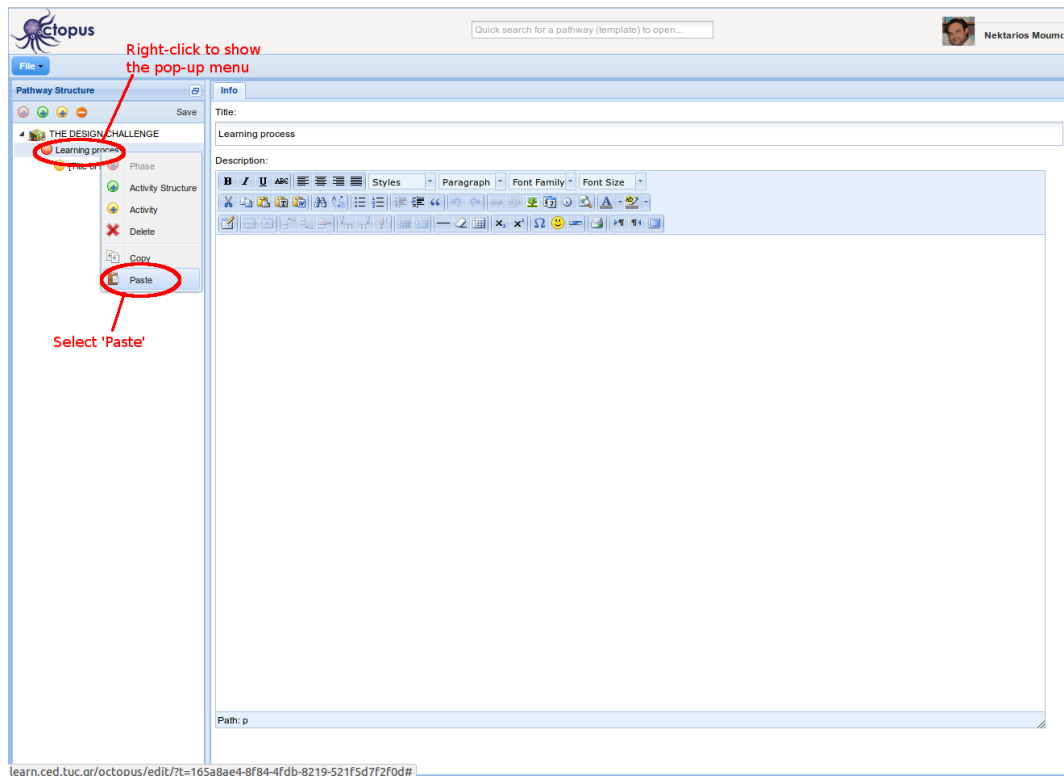 ctopus
Quick search for a pathway (template) to open...
Nektarios Moumo
Right-click to show
the pop-up menu
File
Pathway Structure
Info
Save
Title:
THE DESIGN CHALLENGE
Learning process
Learning process
Description:
Phase
Activity Structure
Activity
Delete
Copy
Paste
B I U ABC Styles Paragraph Font Family Font Size
Select 'Paste'
Path: p
learn.ced.tuc.gr/octopus/edit/?t=165a8ae4-8f84-4fdb-8219-521f5d7f2f0d#